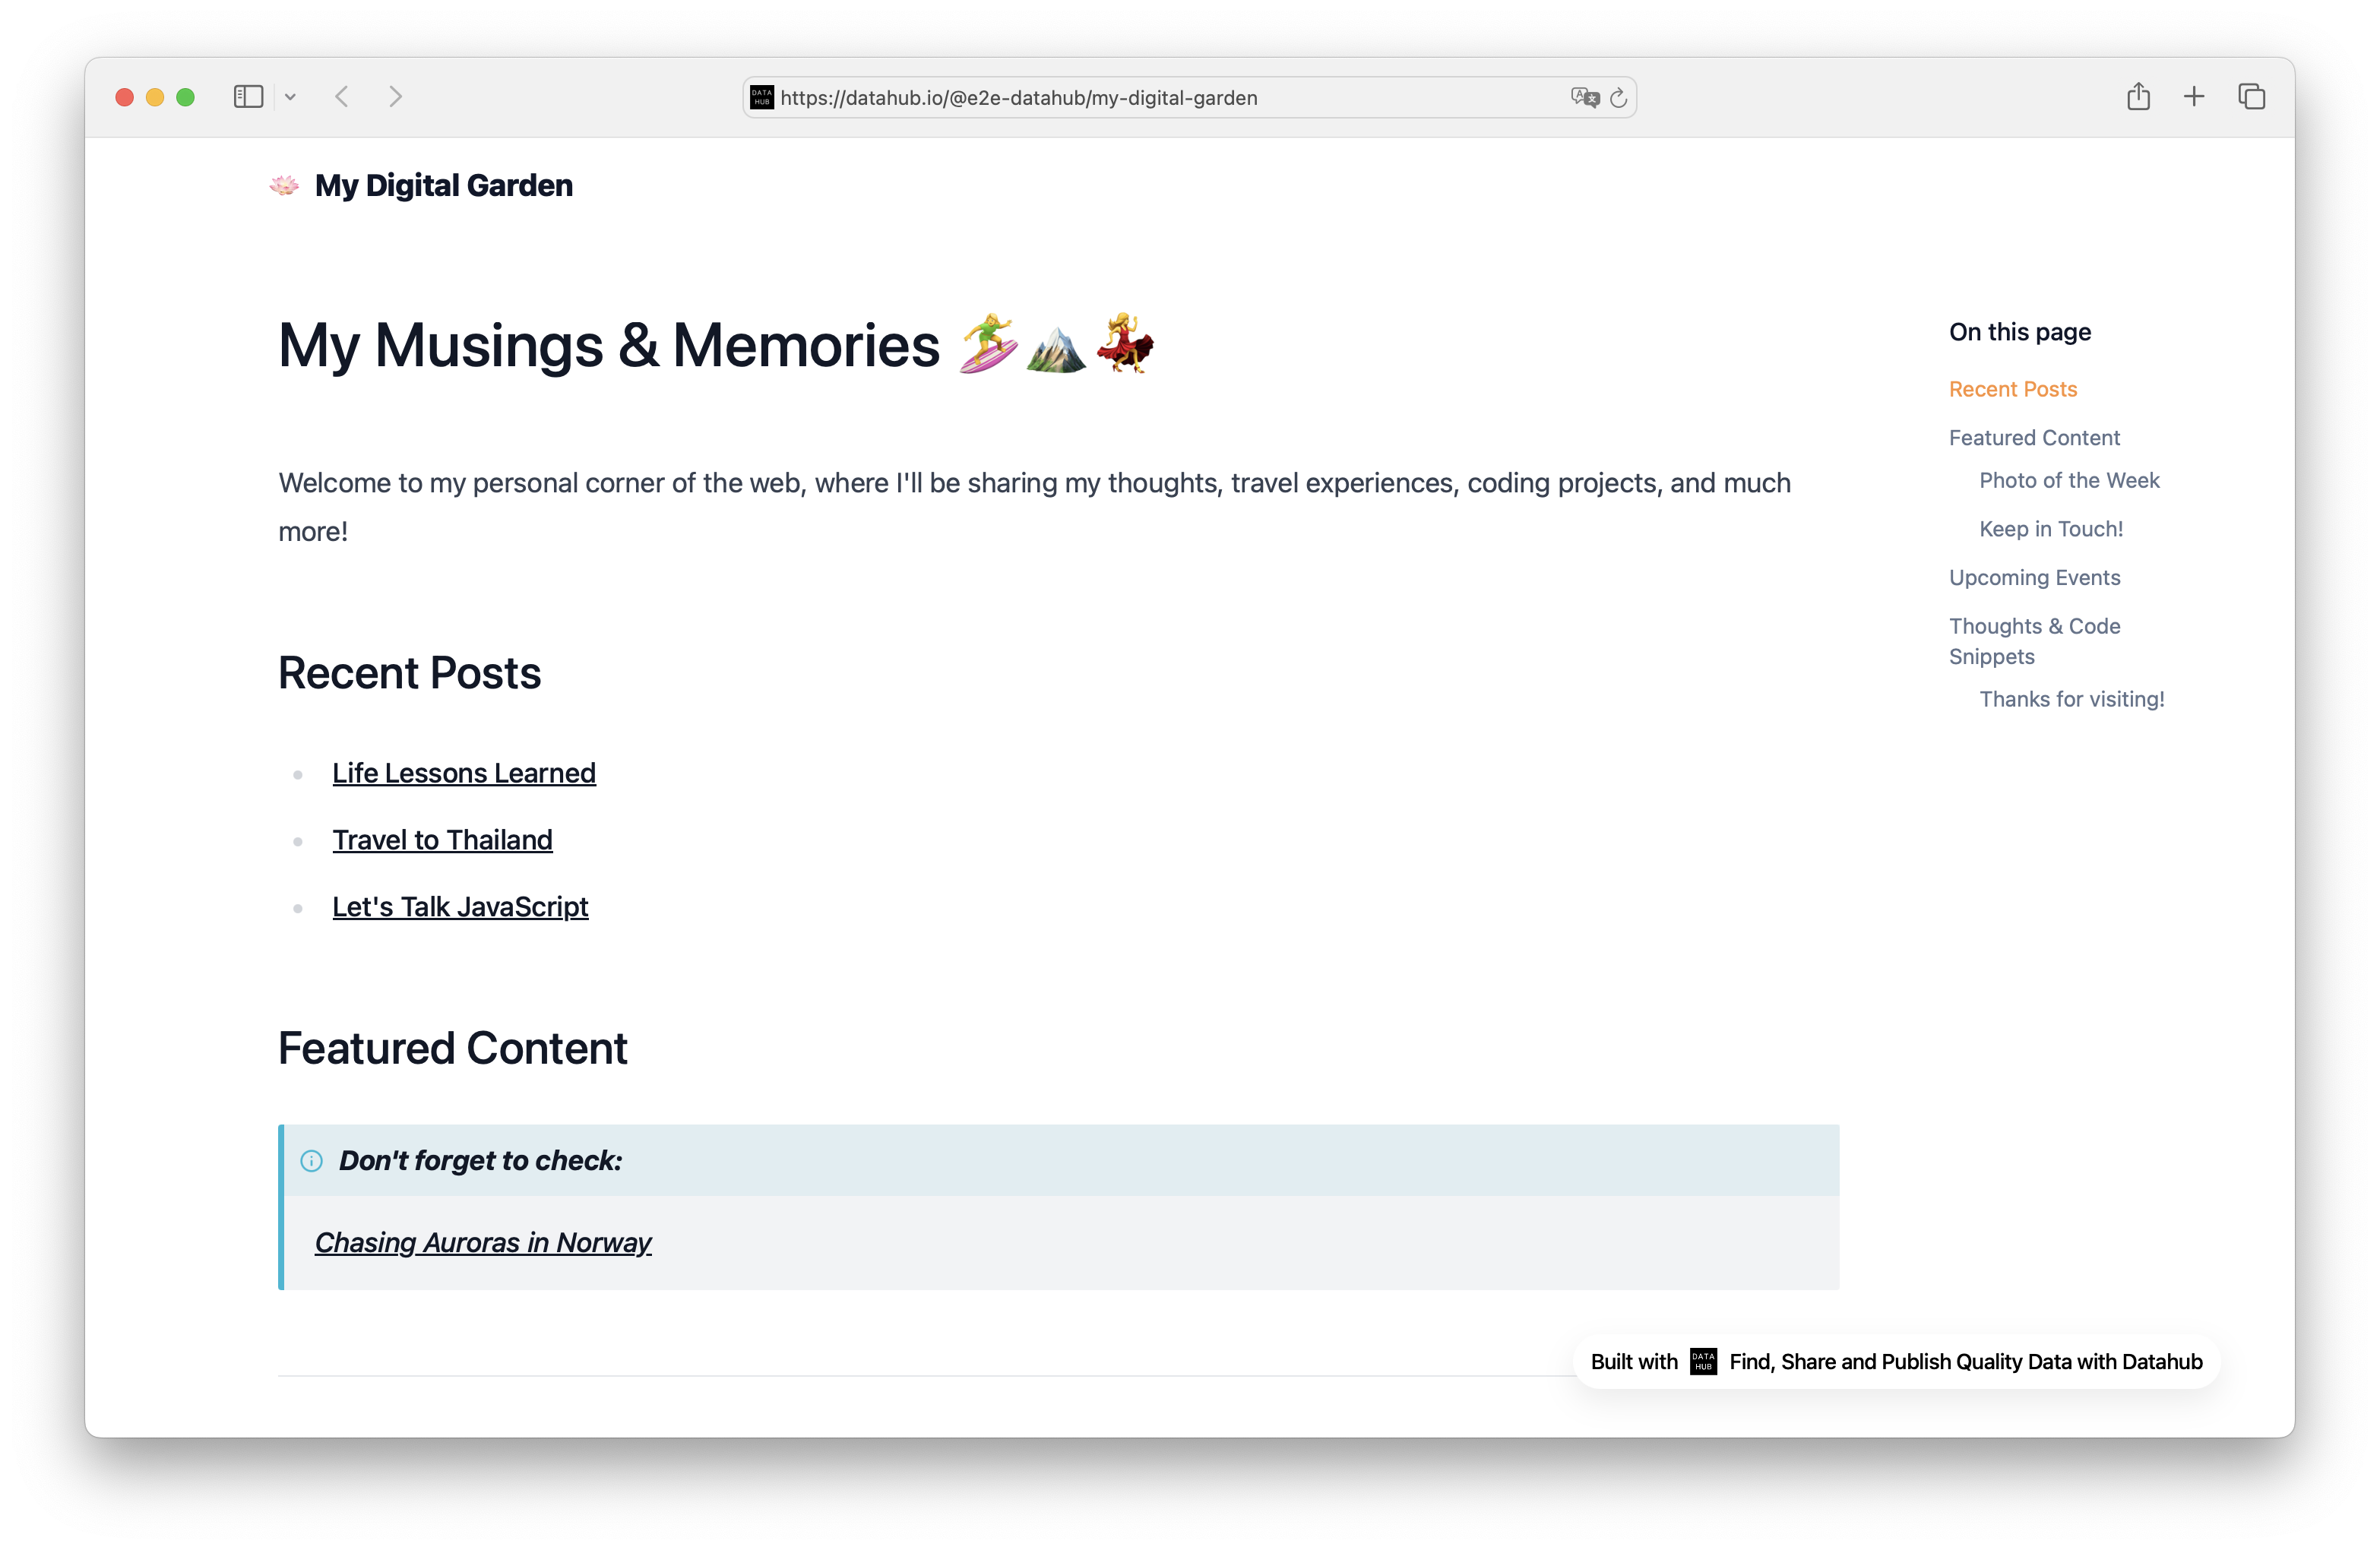 DATA
HUB
https://datahub.io/@e2e-datahub/my-digital-garden
My Digital Garden
My Musings & Memories 🏄🏔️💃
Welcome to my personal corner of the web, where I'll be sharing my thoughts, travel experiences, coding projects, and much
more!
Recent Posts
Life Lessons Learned
Travel to Thailand
Let's Talk JavaScript
Featured Content
Don't forget to check:
Chasing Auroras in Norway
On this page
Recent Posts
Featured Content
Photo of the Week
Keep in Touch!
Upcoming Events
Thoughts & Code
Snippets
Thanks for visiting!
Built with DATA HUB Find, Share and Publish Quality Data with Datahub